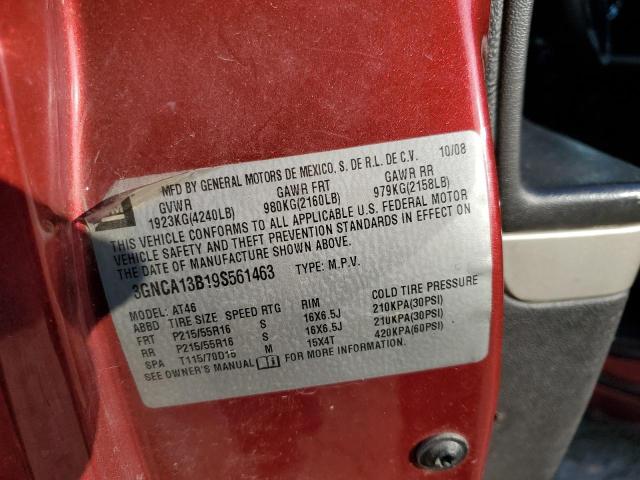 MFD BY GENERAL MOTORS DE MEXICO. S. DE R.L. DE C.V. 10/08
GVWR GAWR FRT GAWR RR
1923KG(4240LB) 980KG(2160LB) 979KG(2158LB)
THIS VEHICLE CONFORMS TO ALL APPLICABLE U.S. FEDERAL MOTOR
VEHICLE SAFETY AND THEFT PREVENTION STANDARDS IN EFFECT ON
THE DATE OF MANUFACTURE SHOWN ABOVE.
3GNCA13B19S561463 TYPE: M.P.V.
MODEL: AT46
ABBD TIRE SIZE SPEED RTG RIM COLD TIRE PRESSURE
FRT P215/55R16 S 16X6.5J 210KPA(30PSI)
RR P215/55R16 S 16X6.5J 210KPA(30PSI)
SPA T115/70D15 M 15X4T 420KPA(60PSI)
SEE OWNER'S MANUAL